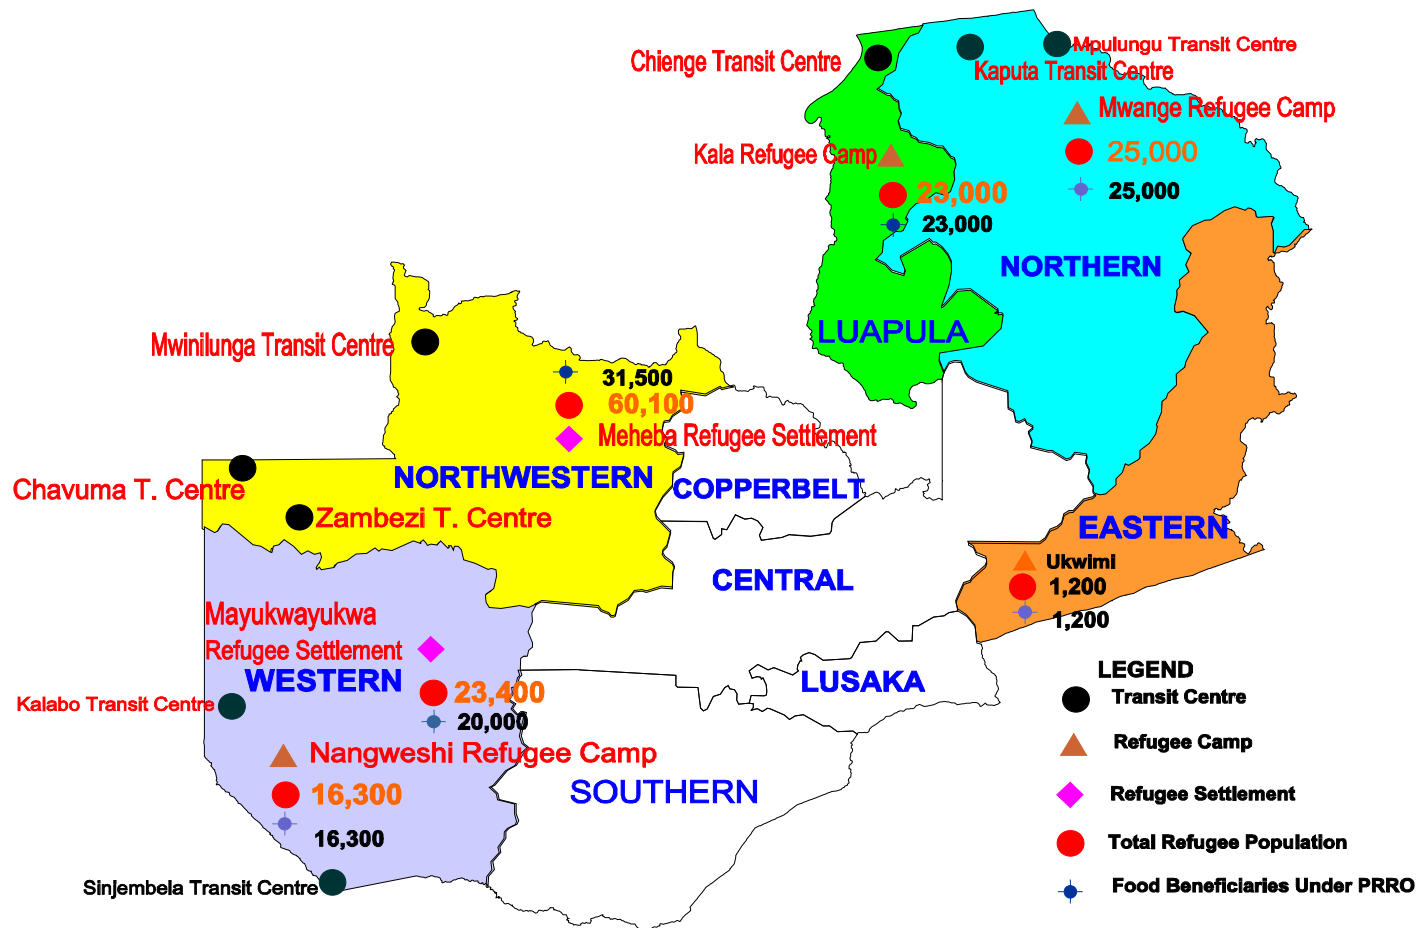 Mpulungu Transit Centre
Chienge Transit Centre
Kaputa Transit Centre
Mwange Refugee Camp
25,000
25,000
Kala Refugee Camp
23,000
23,000
NORTHERN
LUAPULA
Mwinilunga Transit Centre
31,500
60,100
Meheba Refugee Settlement
NORTHWESTERN
COPPERBELT
Chavuma T. Centre
Zambezi T. Centre
EASTERN
Ukwimi
1,200
1,200
CENTRAL
Mayukwayukwa
Refugee Settlement
WESTERN
LUSAKA
23,400
20,000
Kalabo Transit Centre
Nangweshi Refugee Camp
16,300
16,300
SOUTHERN
Sinjembela Transit Centre
LEGEND
Transit Centre
Refugee Camp
Refugee Settlement
Total Refugee Population
Food Beneficiaries Under PRRO